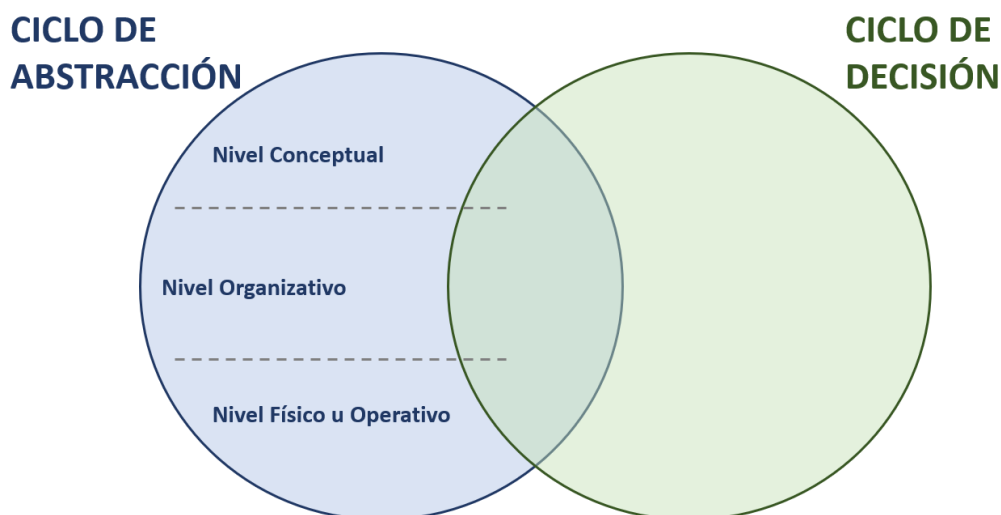 CICLO DE
ABSTRACCIÓN
CICLO DE
DECISIÓN
Nivel Conceptual
Nivel Organizativo
Nivel Físico u Operativo